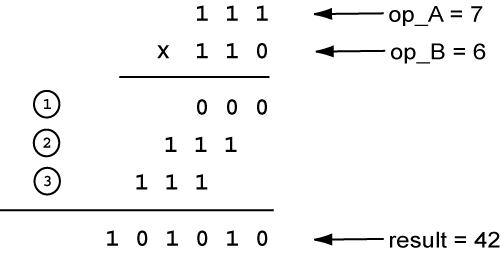 1 1 1 op_A = 7
x 1 1 0 op_B = 6
1 0 0 0
2 1 1 1
3 1 1 1
1 0 1 0 1 0 result = 42